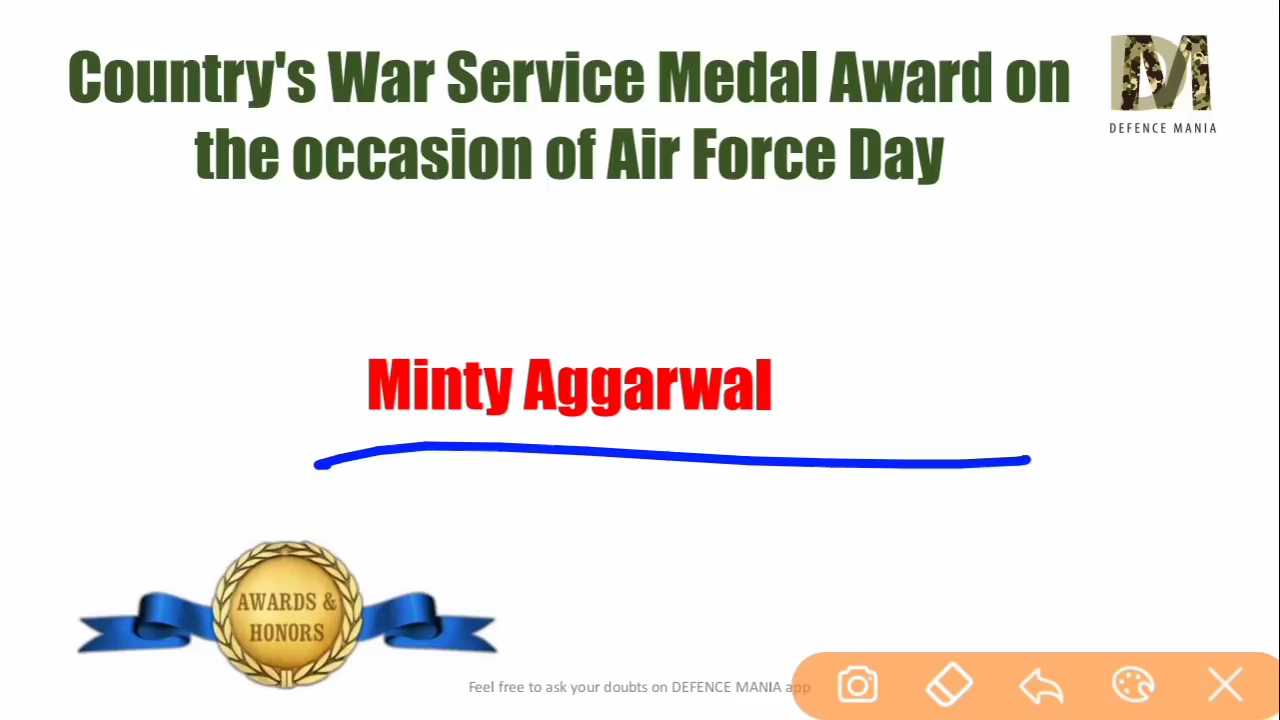 Country's War Service Medal Award on
the occasion of Air Force Day
DM
DEFENCE MANIA
Minty Aggarwal
AWARDS &
HONORS
Feel free to ask your doubts on DEFENCE MANIA app